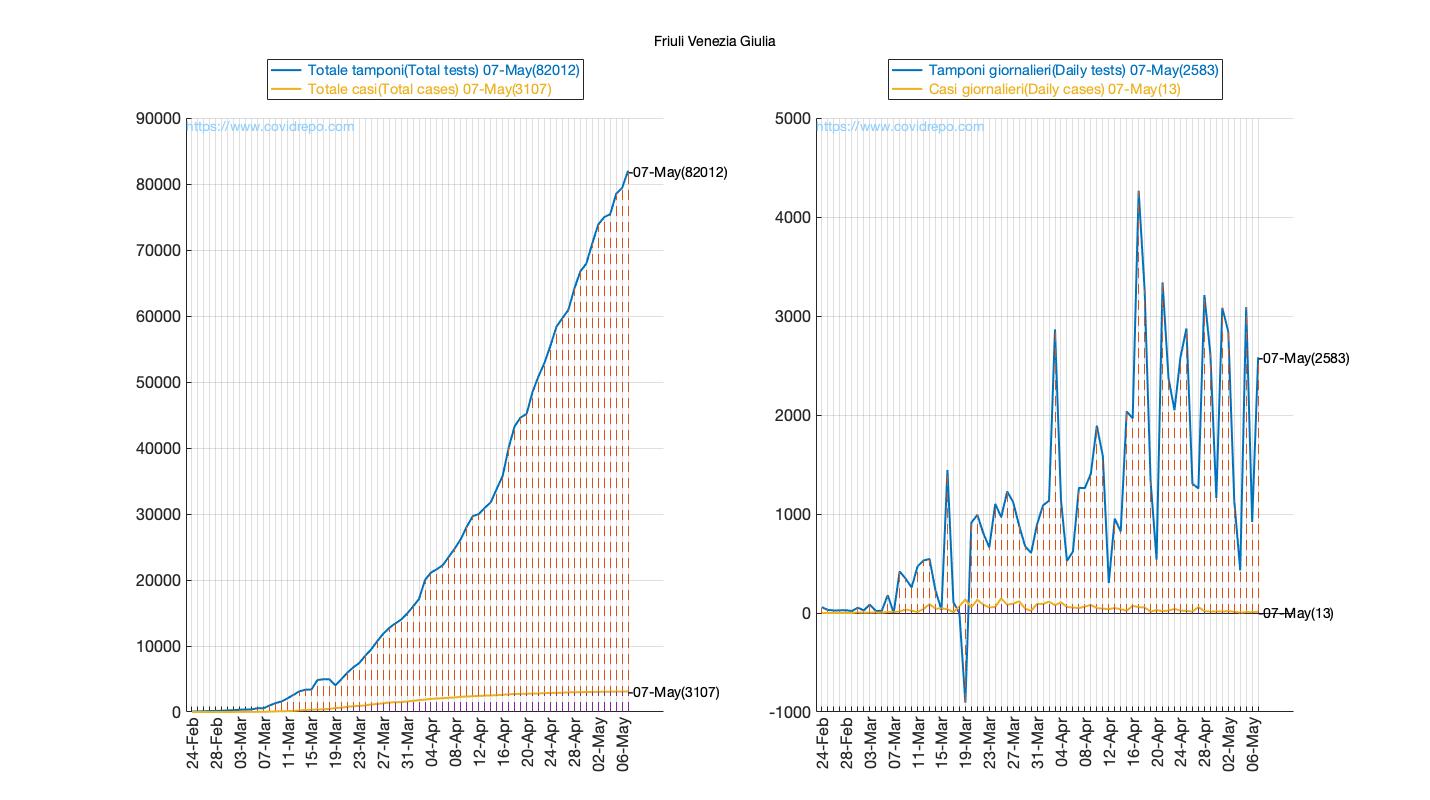 Friuli Venezia Giulia
Totale tamponi(Total tests) 07-May(82012)
Totale casi(Total cases) 07-May(3107)
90000
80000
70000
60000
50000
40000
30000
20000
10000
0
https://www.covidrepo.com
07-May(82012)
07-May(3107)
24-Feb
28-Feb
03-Mar
07-Mar
11-Mar
15-Mar
19-Mar
23-Mar
27-Mar
31-Mar
04-Apr
08-Apr
12-Apr
16-Apr
20-Apr
24-Apr
28-Apr
02-May
06-May
Tamponi giornalieri(Daily tests) 07-May(2583)
Casi giornalieri(Daily cases) 07-May(13)
5000
4000
3000
2000
1000
0
-1000
https://www.covidrepo.com
07-May(2583)
07-May(13)
24-Feb
28-Feb
03-Mar
07-Mar
11-Mar
15-Mar
19-Mar
23-Mar
27-Mar
31-Mar
04-Apr
08-Apr
12-Apr
16-Apr
20-Apr
24-Apr
28-Apr
02-May
06-May